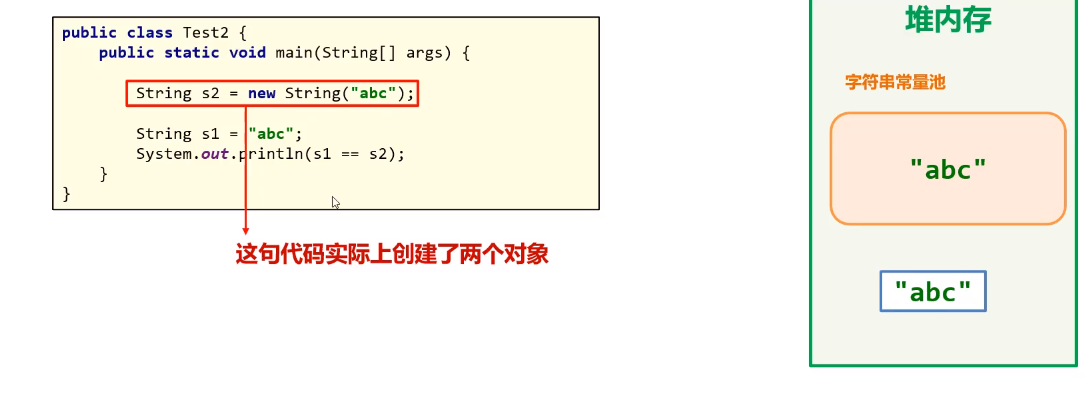 public class Test2 {
    public static void main(String[] args) {
        String s2 = new String("abc");
        String s1 = "abc";
        System.out.println(s1 == s2);
    }
}
这句代码实际上创建了两个对象
堆内存
字符串常量池
"abc"
"abc"